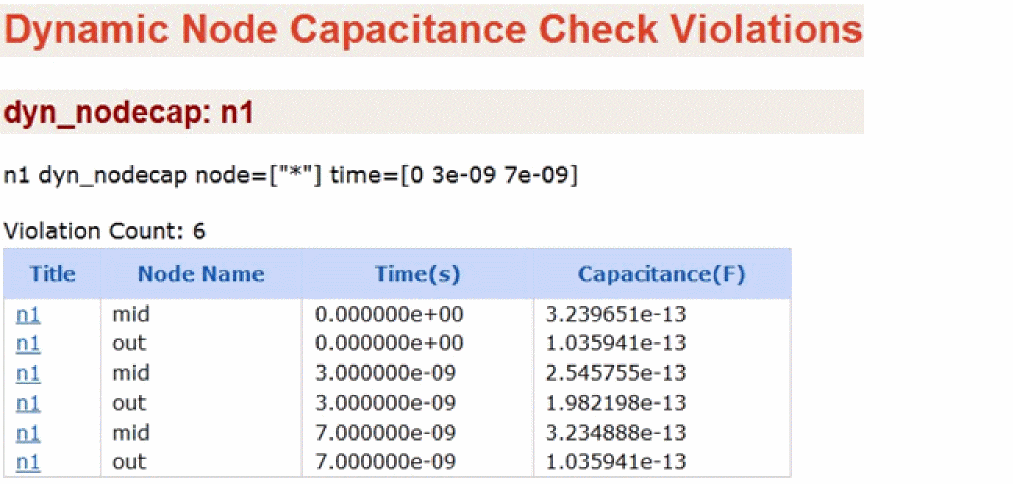 Dynamic Node Capacitance Check Violations
dyn_nodecap: n1
n1 dyn_nodecap node=["*"] time=[0 3e-09 7e-09]
Violation Count: 6
Title Node Name Time(s) Capacitance(F)
n1 mid 0.000000e+00 3.239651e-13
n1 out 0.000000e+00 1.035941e-13
n1 mid 3.000000e-09 2.545755e-13
n1 out 3.000000e-09 1.982198e-13
n1 mid 7.000000e-09 3.234888e-13
n1 out 7.000000e-09 1.035941e-13